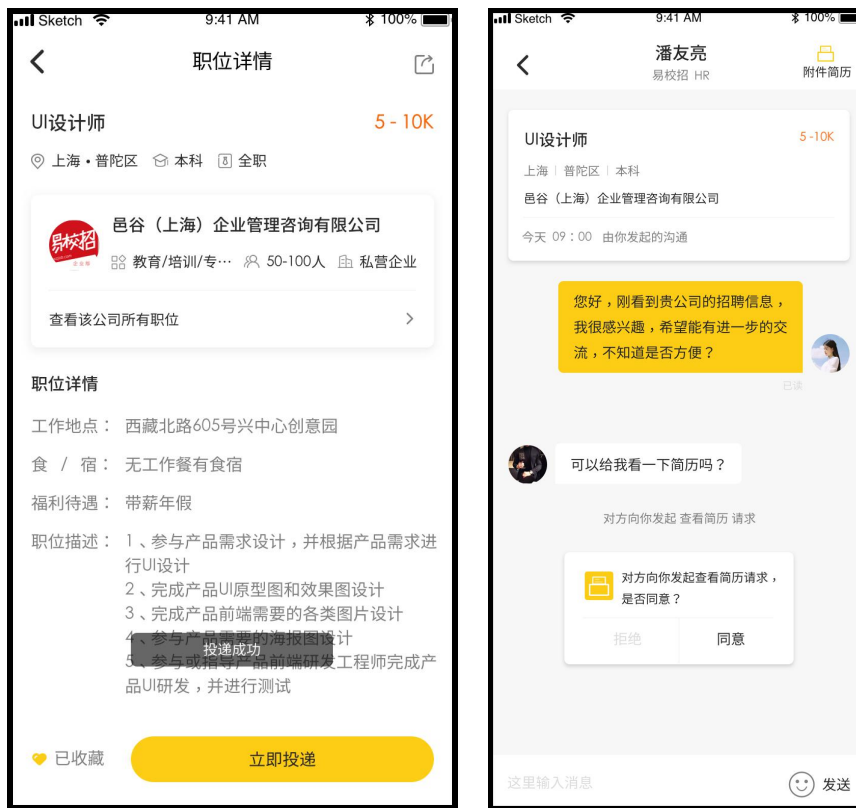 Sketch 9:41 AM 100%
职位详情
UI设计师 5 - 10K
上海・普陀区 本科 全职
易校招
邑谷（上海）企业管理咨询有限公司
教育/培训/专… 50-100人 私营企业
查看该公司所有职位
职位详情
工作地点： 西藏北路605号兴中心创意园
食 / 宿： 无工作餐有食宿
福利待遇： 带薪年假
职位描述： 1、参与产品需求设计，并根据产品需求进
行UI设计
2、完成产品UI原型图和效果图设计
3、完成产品前端需要的各类图片设计
4、参与产品需要的海报图设计
投递成功
5、参与或指导产品前端研发工程师完成产
品UI研发，并进行测试
已收藏 立即投递
Sketch 9:41 AM 100%
潘友亮
易校招 HR
附件简历
UI设计师 5 -10K
上海 | 普陀区 | 本科
邑谷（上海）企业管理咨询有限公司
今天 09：00 由你发起的沟通
您好，刚看到贵公司的招聘信息，
我很感兴趣，希望能有进一步的交
流，不知道是否方便？
已读
可以给我看一下简历吗？
对方向你发起 查看简历 请求
对方向你发起查看简历请求，
是否同意？
拒绝 同意
这里输入消息 发送